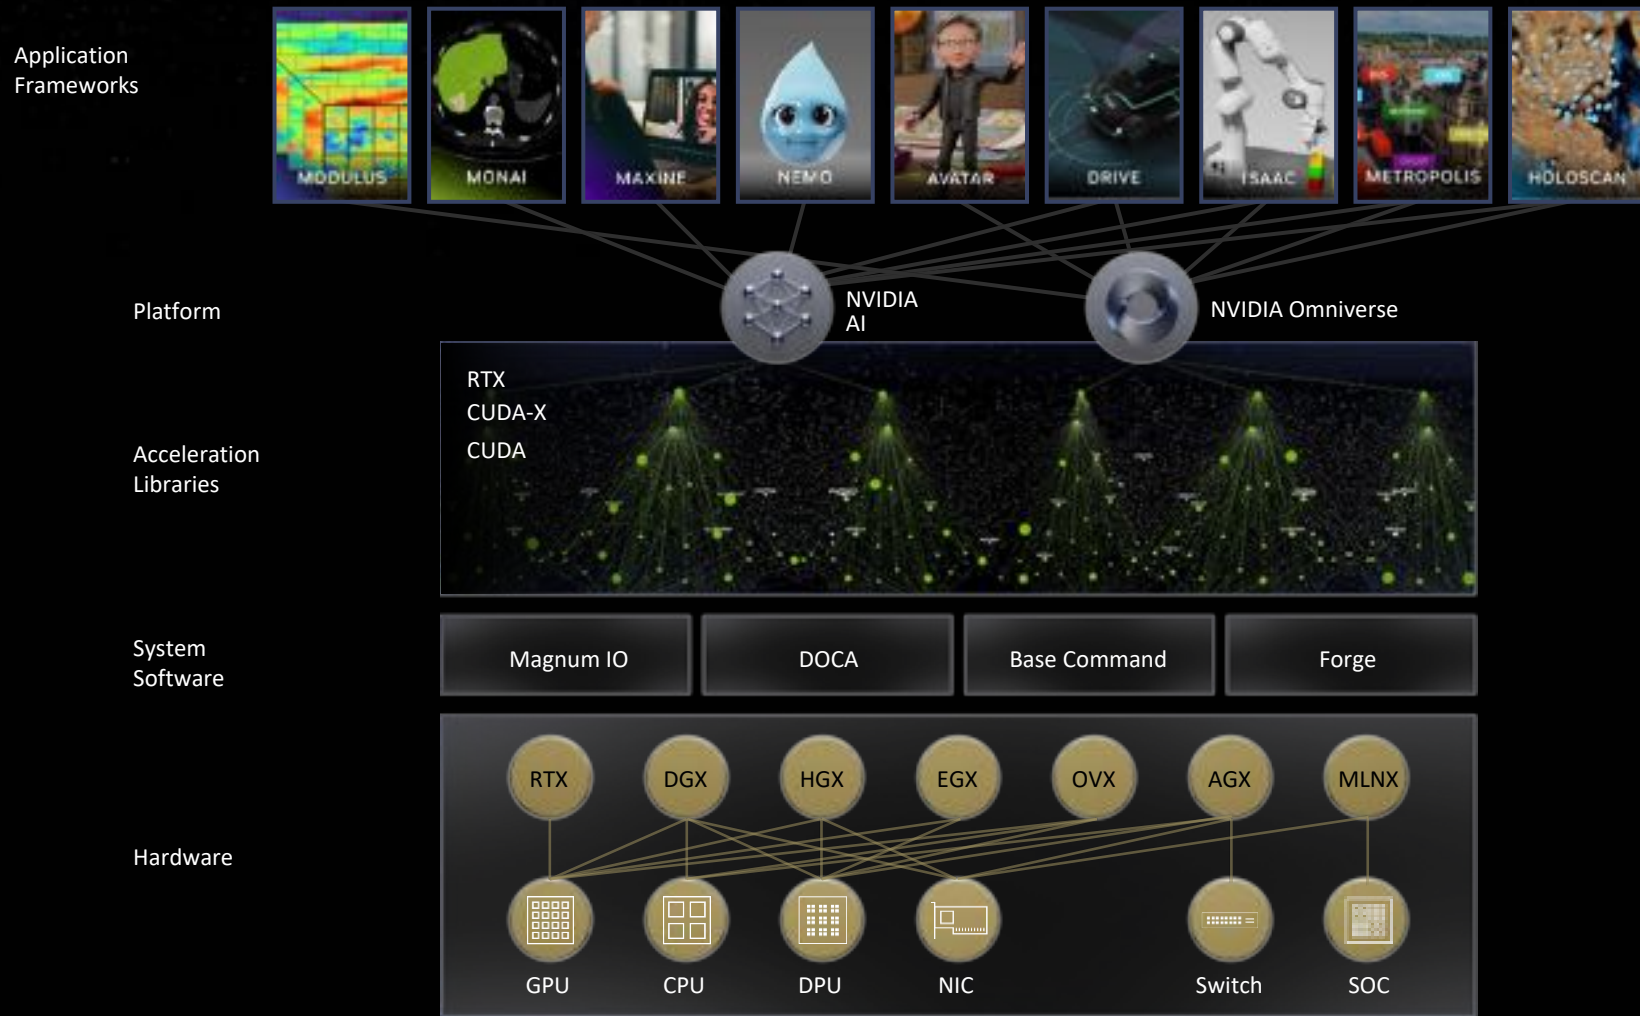 Application
Frameworks
MODULUS
MONAI
MAXINE
NEMO
AVATAR
DRIVE
ISAAC
METROPOLIS
HOLOSCAN
Platform
NVIDIA
AI
NVIDIA Omniverse
RTX
CUDA-X
CUDA
Acceleration
Libraries
System
Software
Magnum IO
DOCA
Base Command
Forge
RTX
DGX
HGX
EGX
OVX
AGX
MLNX
Hardware
GPU
CPU
DPU
NIC
Switch
SOC